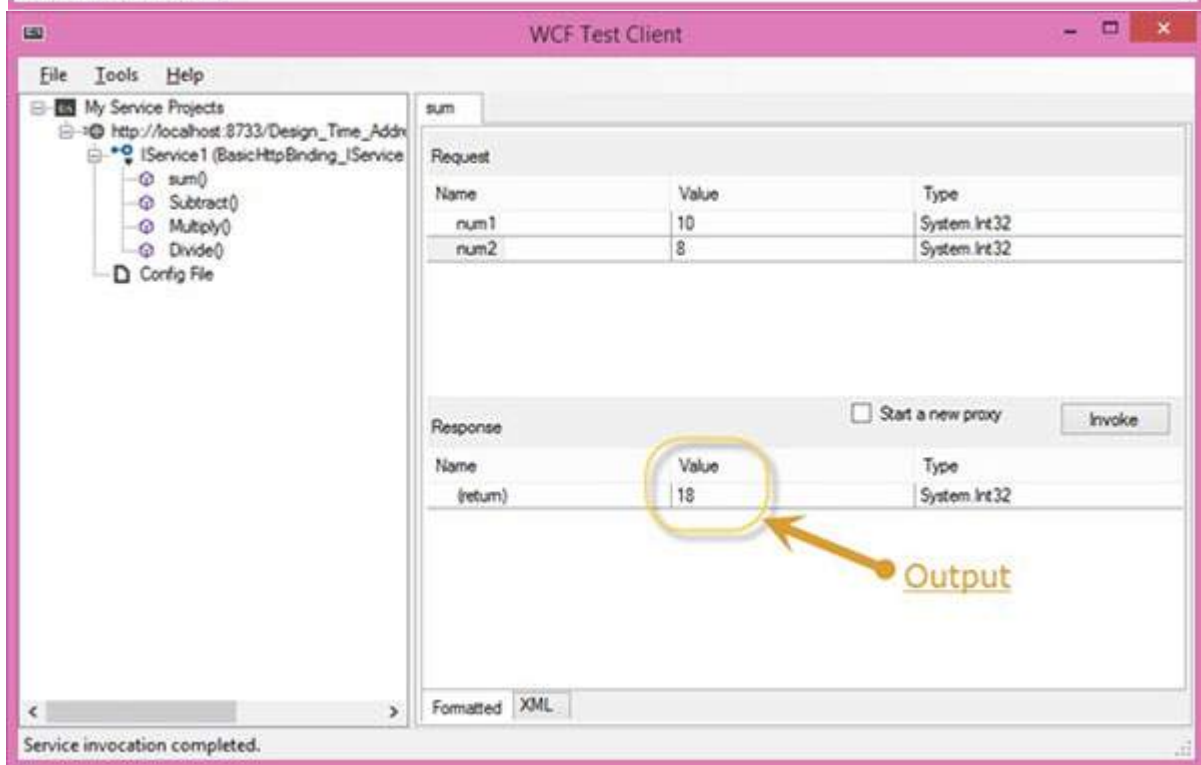 WCF Test Client
File Tools Help
My Service Projects
http://localhost:8733/Design_Time_Addre
IService1 (BasicHttpBinding_IService
sum()
Subtract()
Multiply()
Divide()
Config File
sum
Request
Name Value Type
num1 10 System.Int32
num2 8 System.Int32
Response
Start a new proxy
Invoke
Name Value Type
(return) 18 System.Int32
Output
Formatted XML
Service invocation completed.